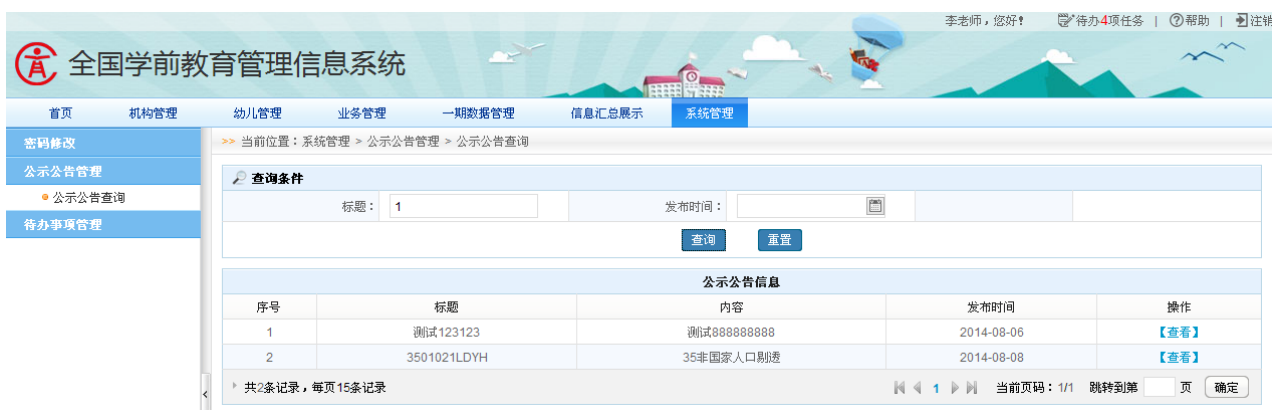 李老师，您好！ 待办4项任务 | ?帮助 | 注销
育 全国学前教育管理信息系统
首页 机构管理 幼儿管理 业务管理 一期数据管理 信息汇总展示 系统管理
密码修改
>> 当前位置：系统管理 > 公示公告管理 > 公示公告查询
公示公告管理
公示公告查询
待办事项管理
查询条件
标题： 1 发布时间：
查询 重置
公示公告信息
序号 标题 内容 发布时间 操作
1 测试123123 测试888888888 2014-08-06 【查看】
2 3501021LDYH 35非国家人口剔透 2014-08-08 【查看】
共2条记录，每页15条记录 1 当前页码：1/1 跳转到第 页 确定